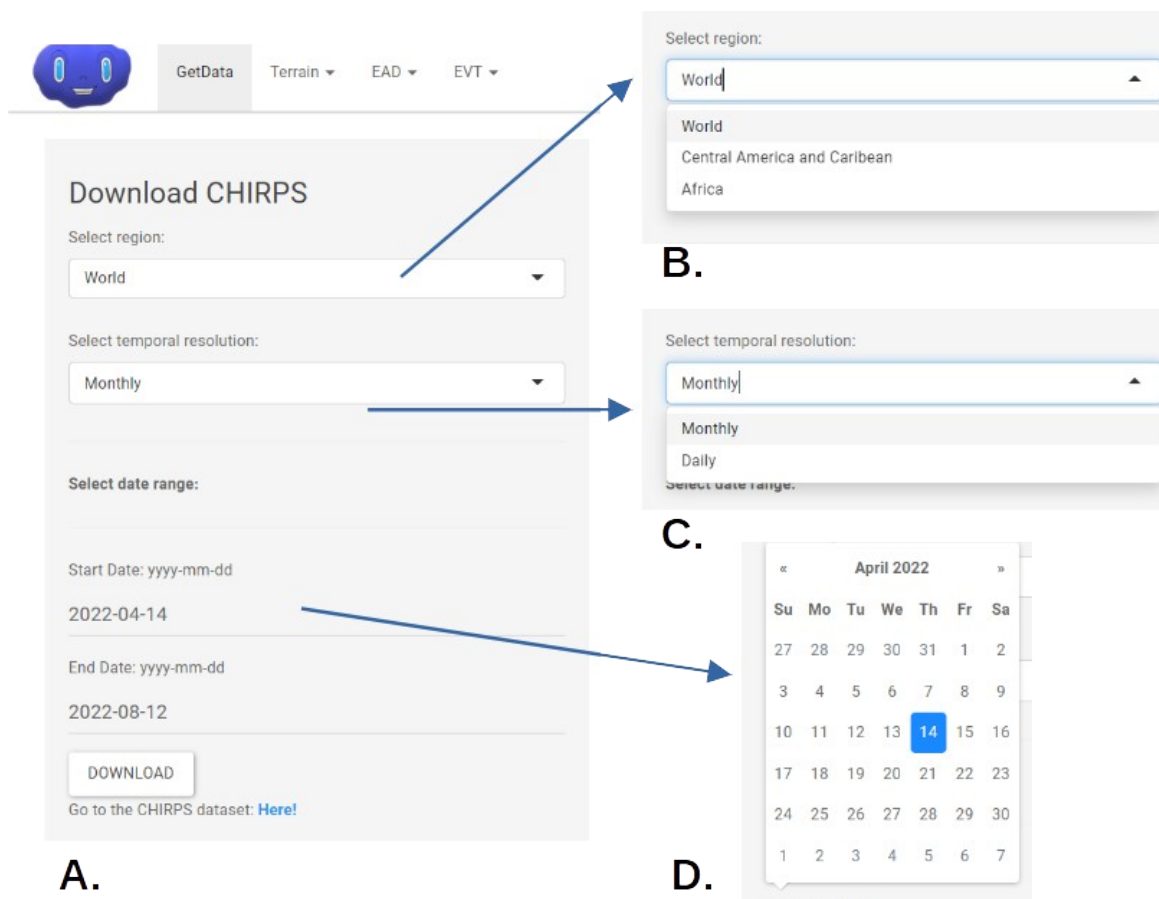 GetData Terrain EAD EVT
Download CHIRPS
Select region:
World
Select temporal resolution:
Monthly
Select date range:
Start Date: yyyy-mm-dd
2022-04-14
End Date: yyyy-mm-dd
2022-08-12
DOWNLOAD
Go to the CHIRPS dataset: Here!
A.
Select region:
World
World
Central America and Caribean
Africa
B.
Select temporal resolution:
Monthly
Monthly
Daily
Select date range:
C.
« April 2022 »
Su Mo Tu We Th Fr Sa
27 28 29 30 31 1 2
3 4 5 6 7 8 9
10 11 12 13 14 15 16
17 18 19 20 21 22 23
24 25 26 27 28 29 30
1 2 3 4 5 6 7
D.